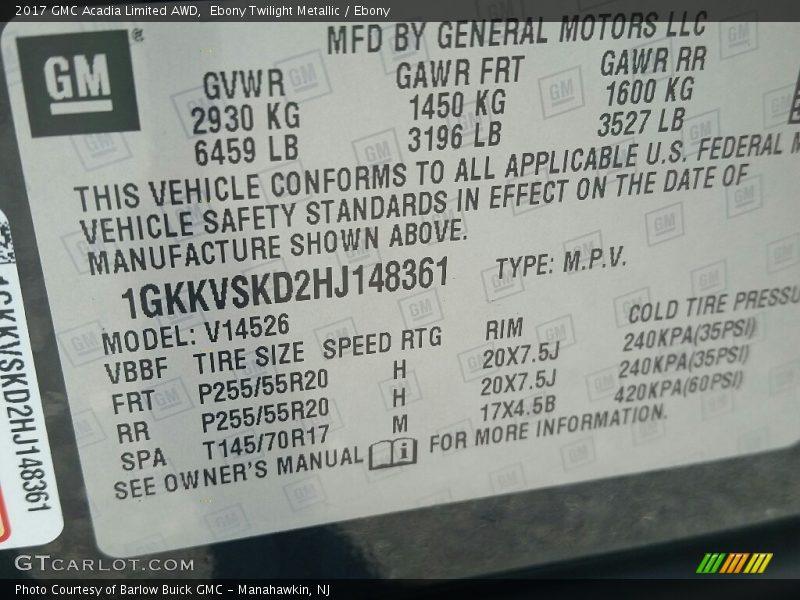 2017 GMC Acadia Limited AWD,  Ebony Twilight Metallic / Ebony
GM
®
MFD BY GENERAL MOTORS LLC
GVWR GAWR FRT GAWR RR
2930 KG 1450 KG 1600 KG
6459 LB 3196 LB 3527 LB
THIS VEHICLE CONFORMS TO ALL APPLICABLE U.S. FEDERAL
VEHICLE SAFETY STANDARDS IN EFFECT ON THE DATE OF
MANUFACTURE SHOWN ABOVE.
1GKKVSKD2HJ148361 TYPE: M.P.V.
MODEL: V14526
VBBF TIRE SIZE SPEED RTG RIM COLD TIRE PRESSU
FRT P255/55R20 H 20X7.5J 240KPA(35PSI)
RR P255/55R20 H 20X7.5J 240KPA(35PSI)
SPA T145/70R17 M 17X4.5B 420KPA(60PSI)
SEE OWNER'S MANUAL i FOR MORE INFORMATION.
1GKKVSKD2HJ148361
GTCARLOT.COM
Photo Courtesy of Barlow Buick GMC - Manahawkin, NJ